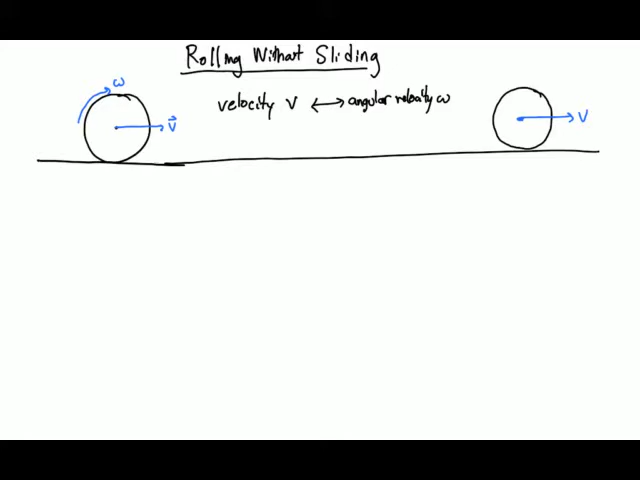 Rolling Without Sliding
ω
velocity v ⟷ angular velocity ω
v⃗
v